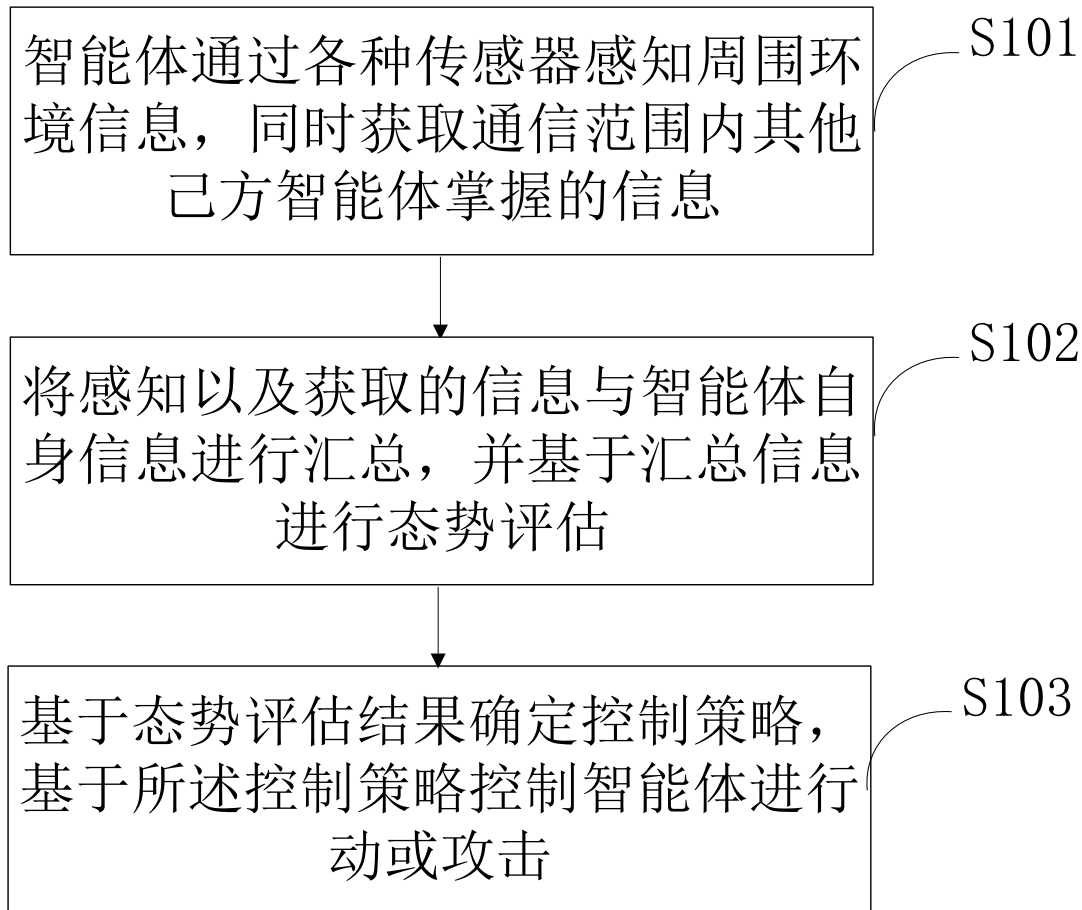 智能体通过各种传感器感知周围环
境信息，同时获取通信范围内其他
己方智能体掌握的信息
S101
将感知以及获取的信息与智能体自
身信息进行汇总，并基于汇总信息
进行态势评估
S102
基于态势评估结果确定控制策略，
基于所述控制策略控制智能体进行
动或攻击
S103